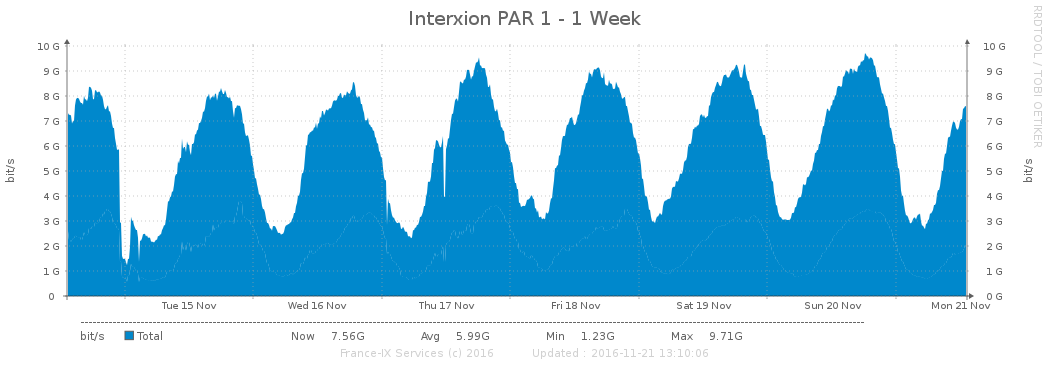 Interxion PAR 1 - 1 Week
RRDTOOL / TOBI OETIKER
10 G 10 G
9 G 9 G
8 G 8 G
7 G 7 G
6 G 6 G
5 G 5 G
4 G 4 G
3 G 3 G
2 G 2 G
1 G 1 G
0 0 G
bit/s bit/s
Tue 15 Nov Wed 16 Nov Thu 17 Nov Fri 18 Nov Sat 19 Nov Sun 20 Nov Mon 21 Nov
bit/s Total Now 7.56G Avg 5.99G Min 1.23G Max 9.71G
France-IX Services (c) 2016 Updated : 2016-11-21 13:10:06